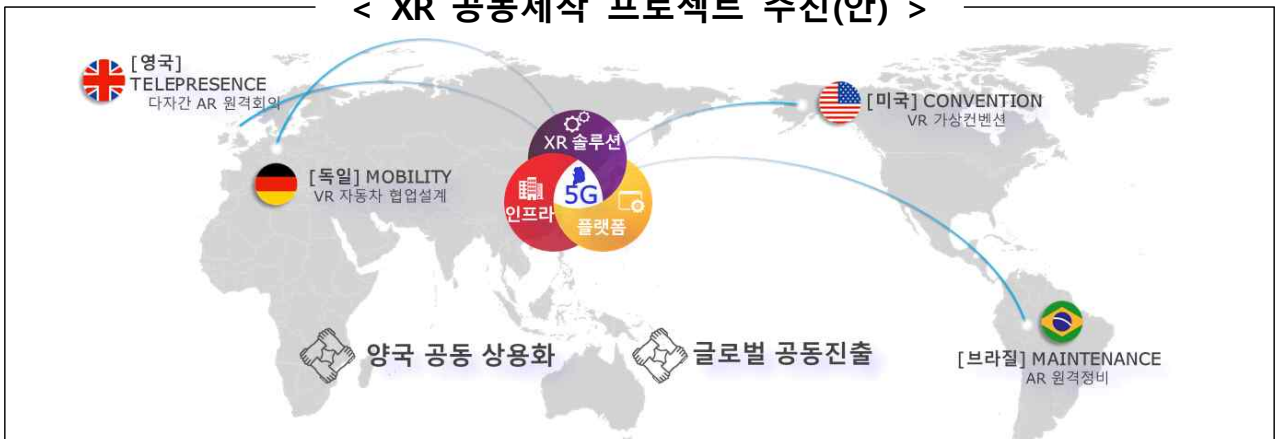 < XR 공동제작 프로젝트 추진(안) >
[영국]
TELEPRESENCE
다자간 AR 원격회의
[독일] MOBILITY
VR 자동차 협업설계
XR 솔루션
5G
인프라
플랫폼
[미국] CONVENTION
VR 가상컨벤션
양국 공동 상용화
글로벌 공동진출
[브라질] MAINTENANCE
AR 원격정비